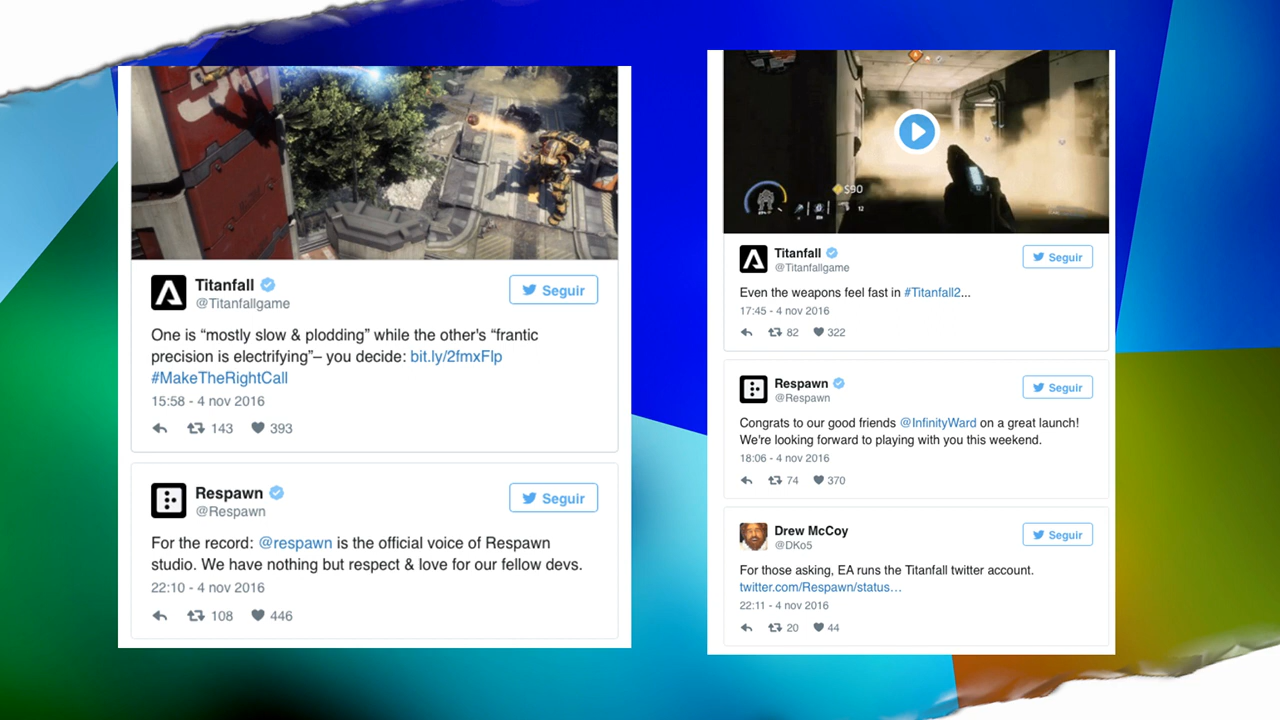 Titanfall
@Titanfallgame
Seguir
One is “mostly slow & plodding” while the other's “frantic
precision is electrifying”– you decide: bit.ly/2fmxFlp
#MakeTheRightCall
15:58 - 4 nov 2016
143 393
Respawn
@Respawn
Seguir
For the record: @respawn is the official voice of Respawn
studio. We have nothing but respect & love for our fellow devs.
22:10 - 4 nov 2016
108 446
$90
12
Titanfall
@Titanfallgame
Seguir
Even the weapons feel fast in #Titanfall2...
17:45 - 4 nov 2016
82 322
Respawn
@Respawn
Seguir
Congrats to our good friends @InfinityWard on a great launch!
We're looking forward to playing with you this weekend.
18:06 - 4 nov 2016
74 370
Drew McCoy
@DKo5
Seguir
For those asking, EA runs the Titanfall twitter account.
twitter.com/Respawn/status…
22:11 - 4 nov 2016
20 44